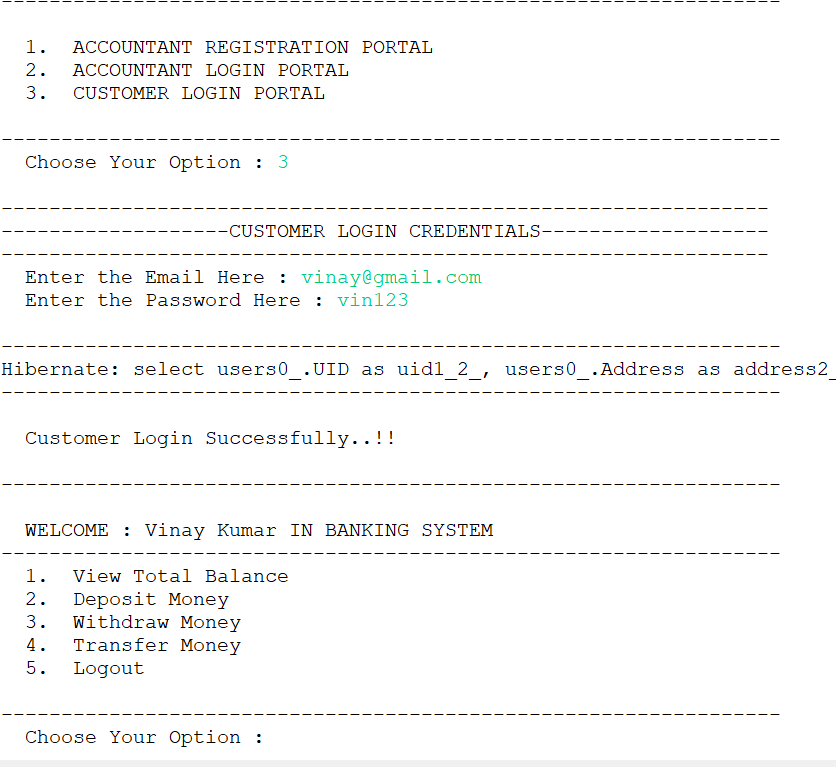 -----------------------------------------------------------------
1.  ACCOUNTANT REGISTRATION PORTAL
2.  ACCOUNTANT LOGIN PORTAL
3.  CUSTOMER LOGIN PORTAL
-----------------------------------------------------------------
Choose Your Option : 3
----------------------------------------------------------------
-------------------CUSTOMER LOGIN CREDENTIALS-------------------
----------------------------------------------------------------
Enter the Email Here : vinay@gmail.com
Enter the Password Here : vin123
-----------------------------------------------------------------
Hibernate: select users0_.UID as uid1_2_, users0_.Address as address2_
-----------------------------------------------------------------
Customer Login Successfully..!!
-----------------------------------------------------------------
WELCOME : Vinay Kumar IN BANKING SYSTEM
-----------------------------------------------------------------
1.  View Total Balance
2.  Deposit Money
3.  Withdraw Money
4.  Transfer Money
5.  Logout
-----------------------------------------------------------------
Choose Your Option :